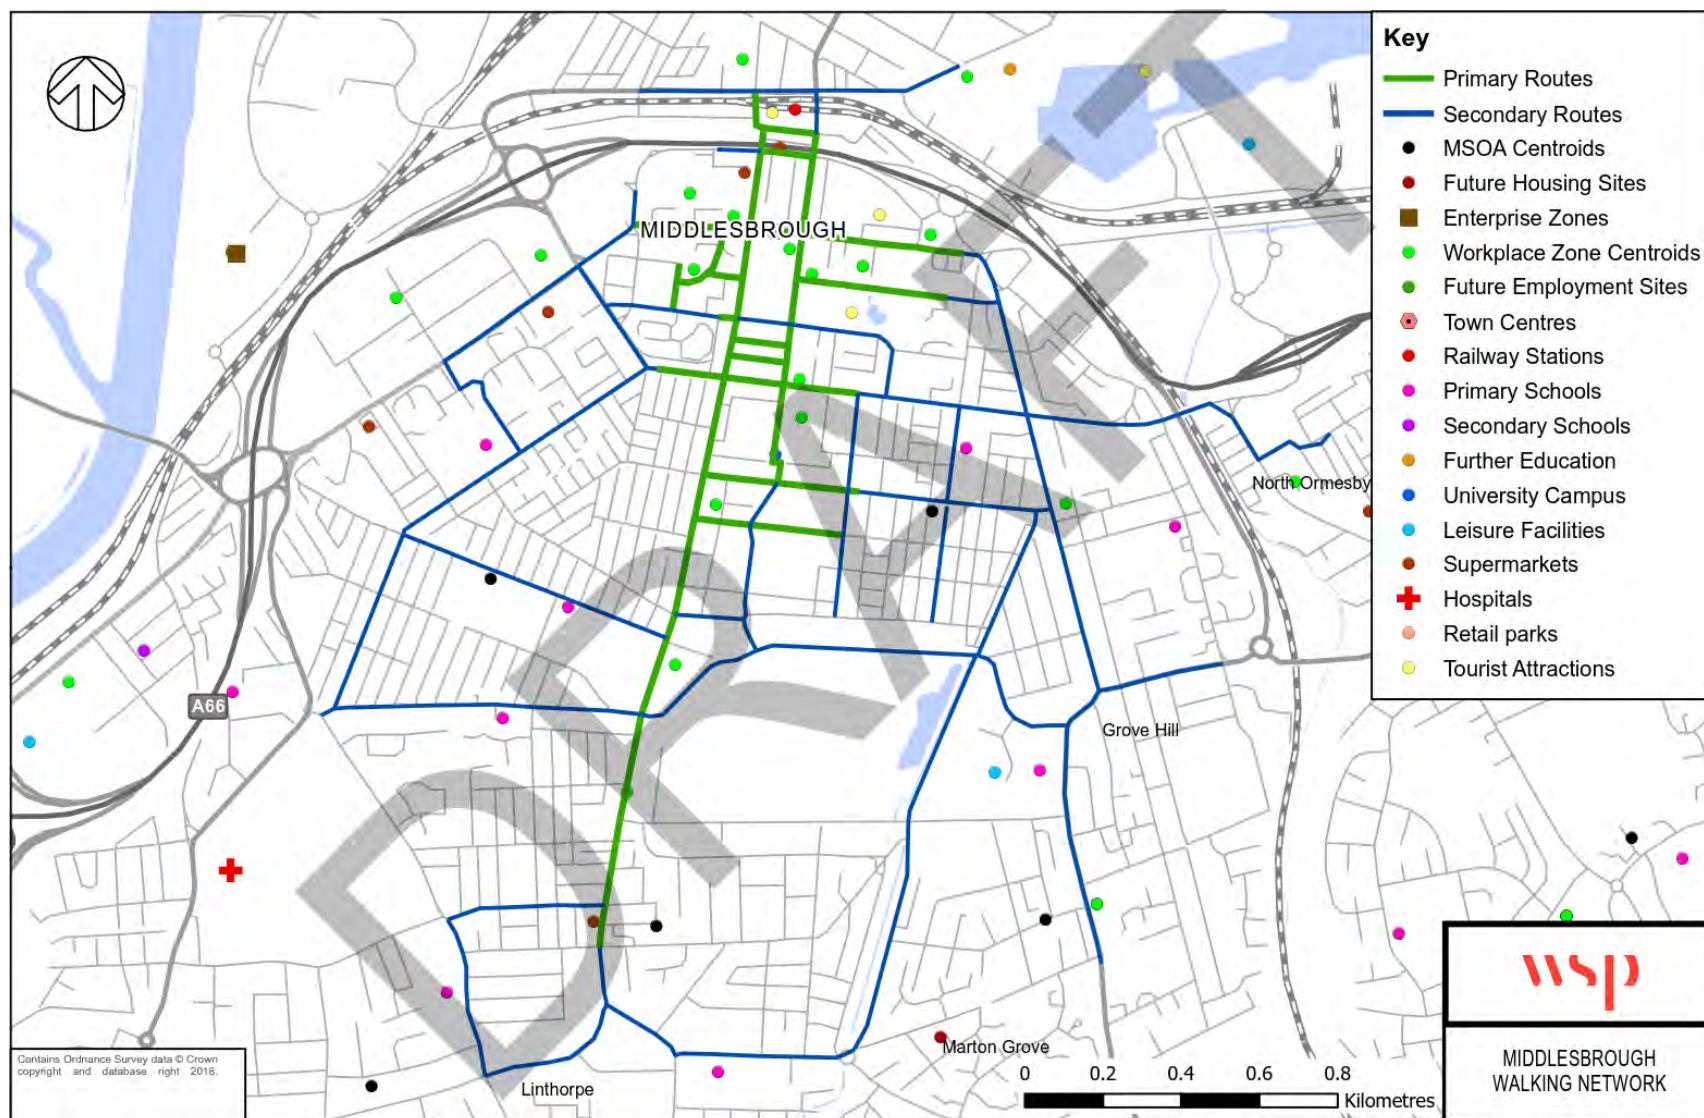 Key
Primary Routes
Secondary Routes
MSOA Centroids
Future Housing Sites
Enterprise Zones
Workplace Zone Centroids
Future Employment Sites
Town Centres
Railway Stations
Primary Schools
Secondary Schools
Further Education
University Campus
Leisure Facilities
Supermarkets
Hospitals
Retail parks
Tourist Attractions
MIDDLESBROUGH
North Ormesby
A66
Grove Hill
Marton Grove
Linthorpe
DRAFT
0 0.2 0.4 0.6 0.8
Kilometres
Contains Ordnance Survey data © Crown
copyright and database right 2018.
wsp
MIDDLESBROUGH
WALKING NETWORK